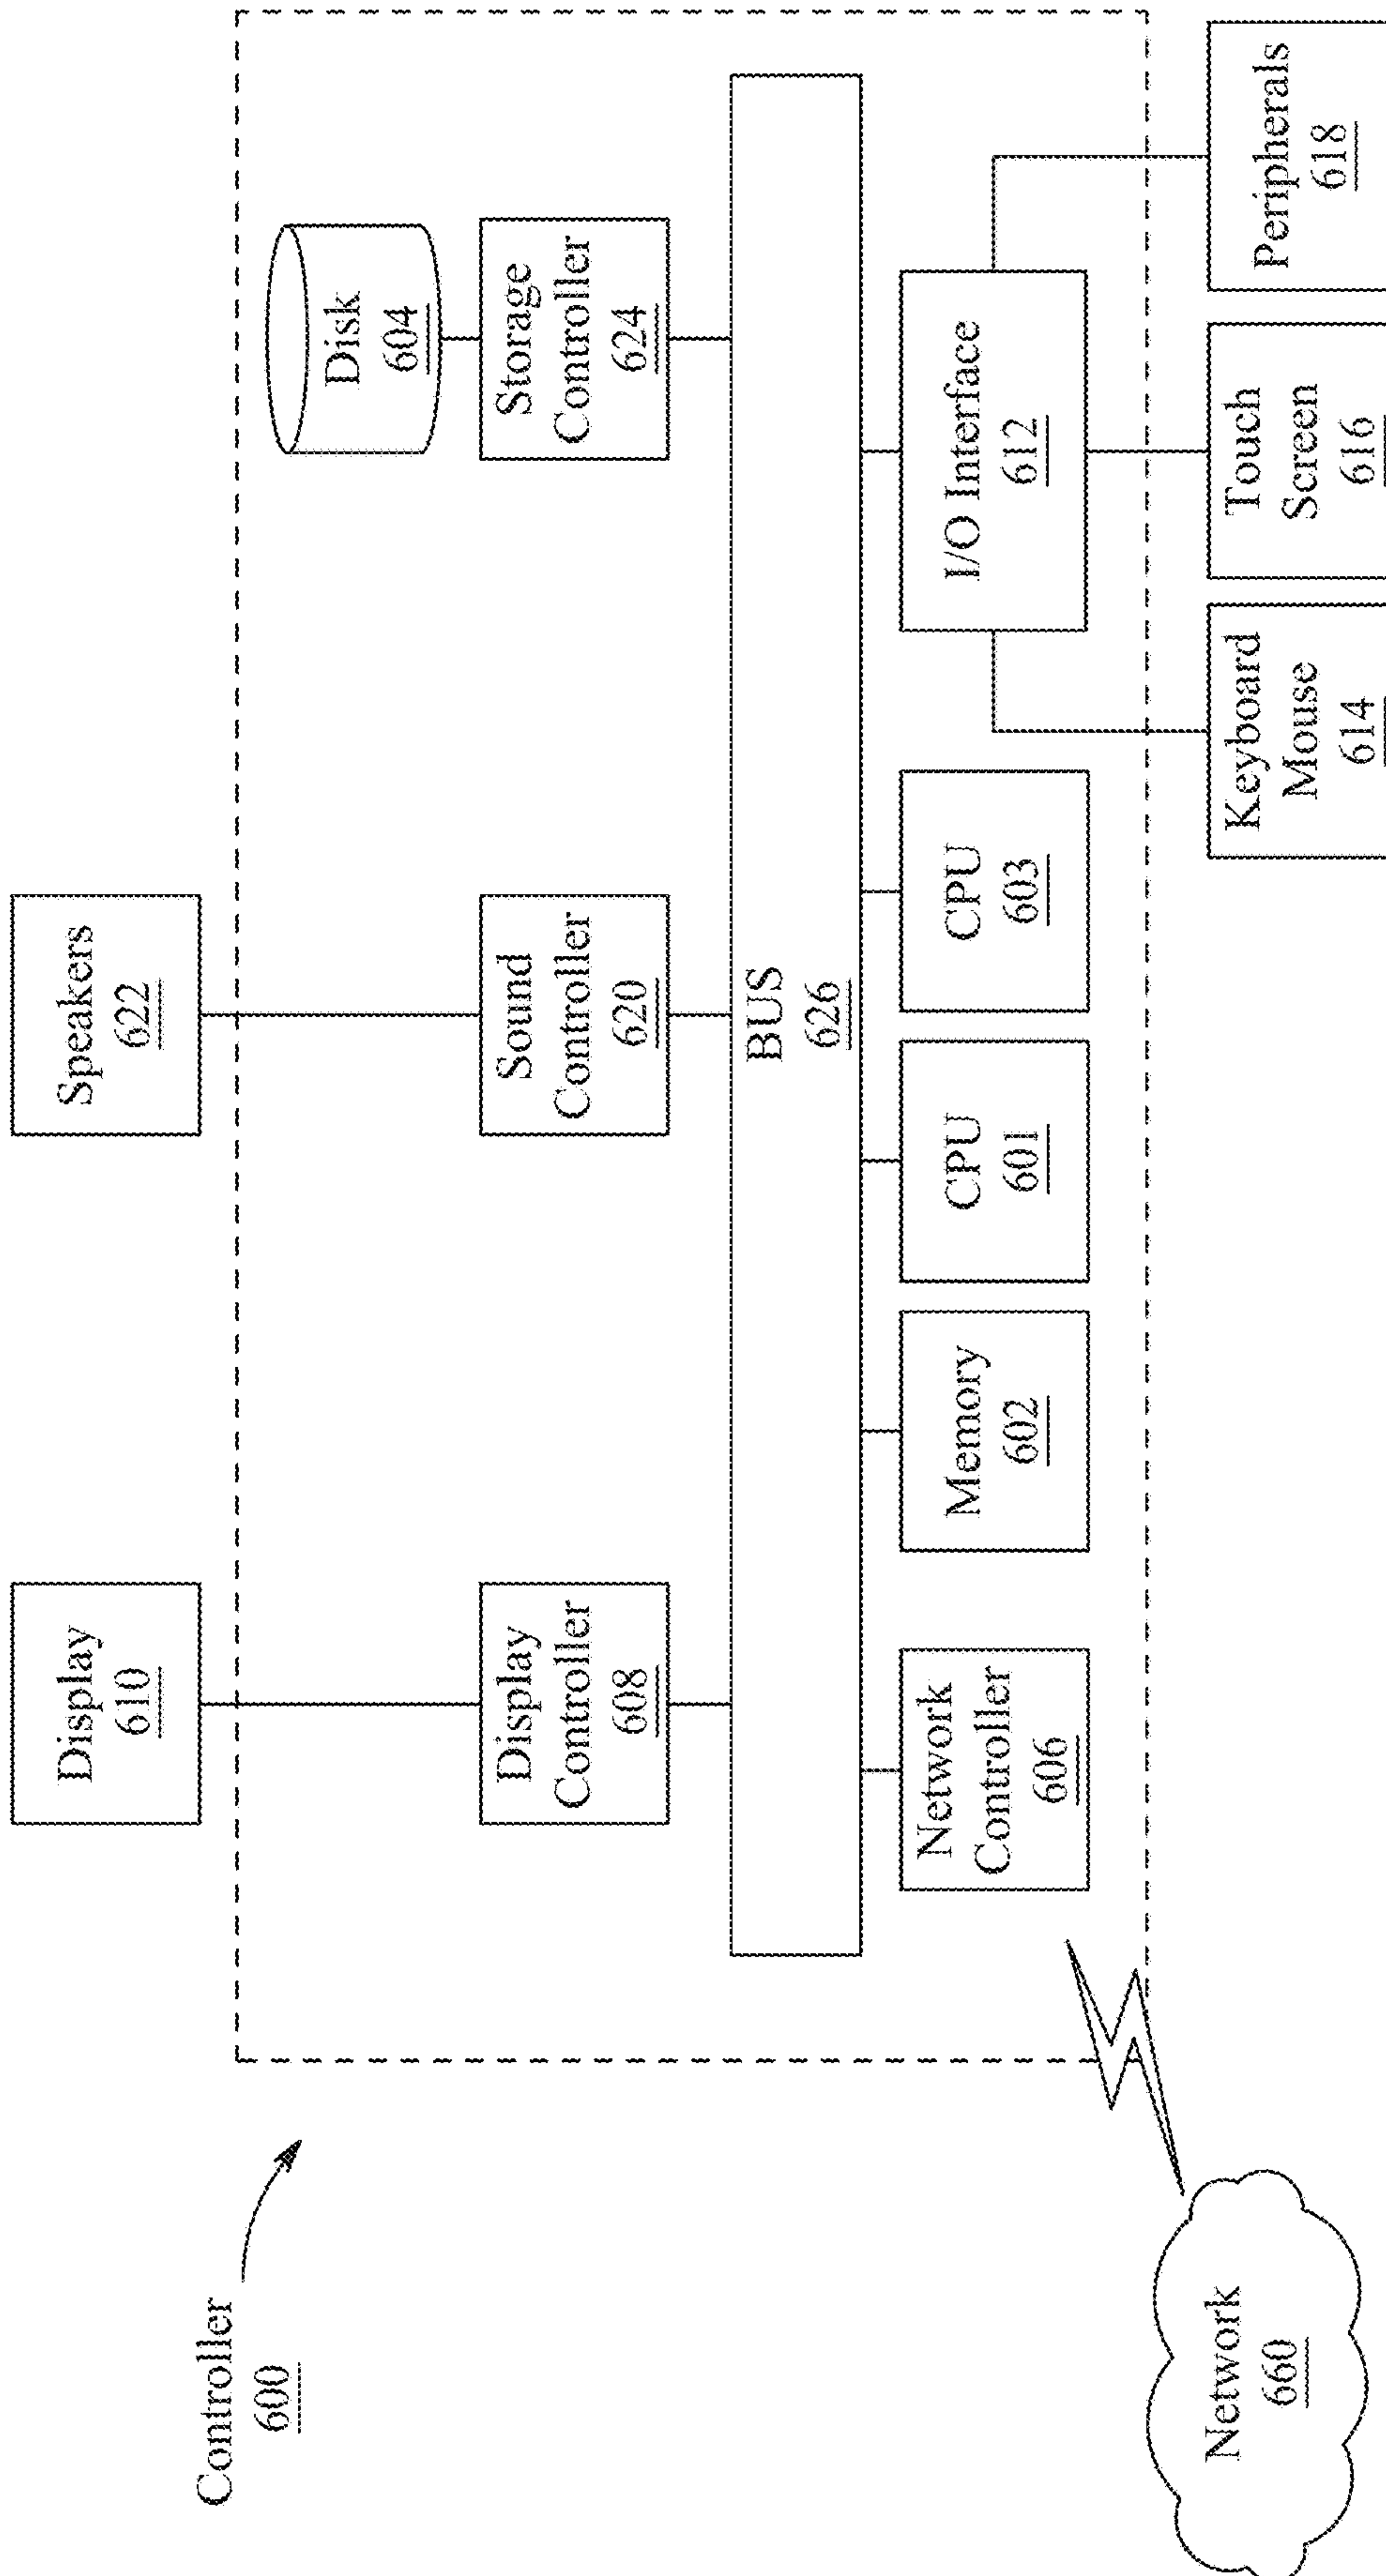 Controller
600
Display
610
Speakers
622
Disk
604
Display
Controller
608
Sound
Controller
620
Storage
Controller
624
BUS
626
Network
Controller
606
Memory
602
CPU
601
CPU
603
I/O Interface
612
Network
660
Keyboard
Mouse
614
Touch
Screen
616
Peripherals
618